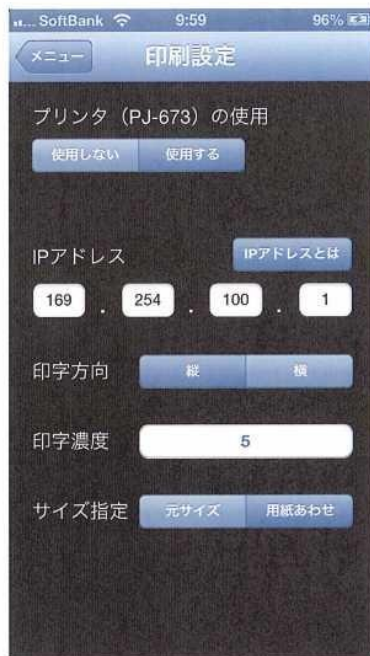 ... SoftBank 9:59 96%
メニュー 印刷設定
プリンタ（PJ-673）の使用
使用しない 使用する
IPアドレス IPアドレスとは
169 . 254 . 100 . 1
印字方向 縦 横
印字濃度 5
サイズ指定 元サイズ 用紙あわせ